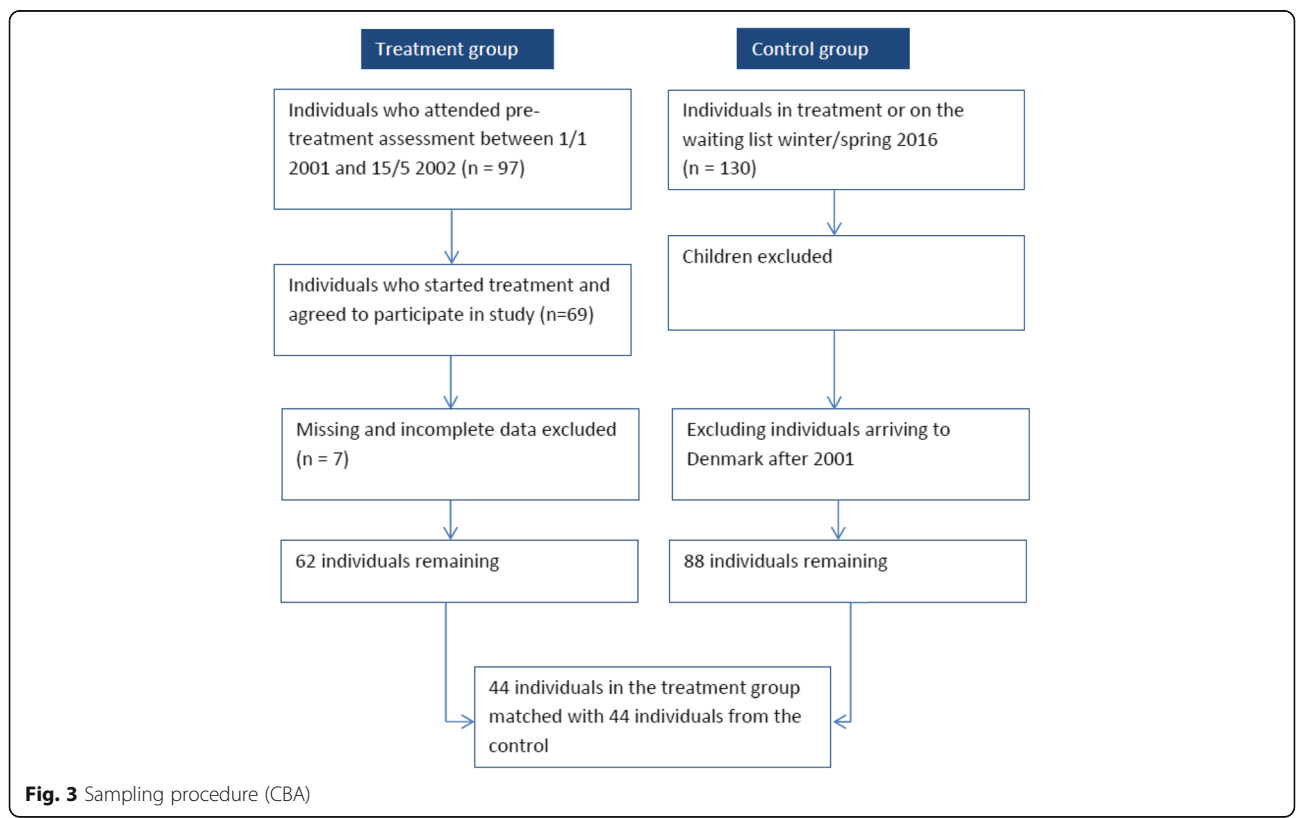 Treatment group
Individuals who attended pre-
treatment assessment between 1/1
2001 and 15/5 2002 (n = 97)
Individuals who started treatment and
agreed to participate in study (n=69)
Missing and incomplete data excluded
(n = 7)
62 individuals remaining
Control group
Individuals in treatment or on the
waiting list winter/spring 2016
(n = 130)
Children excluded
Excluding individuals arriving to
Denmark after 2001
88 individuals remaining
44 individuals in the treatment group
matched with 44 individuals from the
control
Fig. 3 Sampling procedure (CBA)